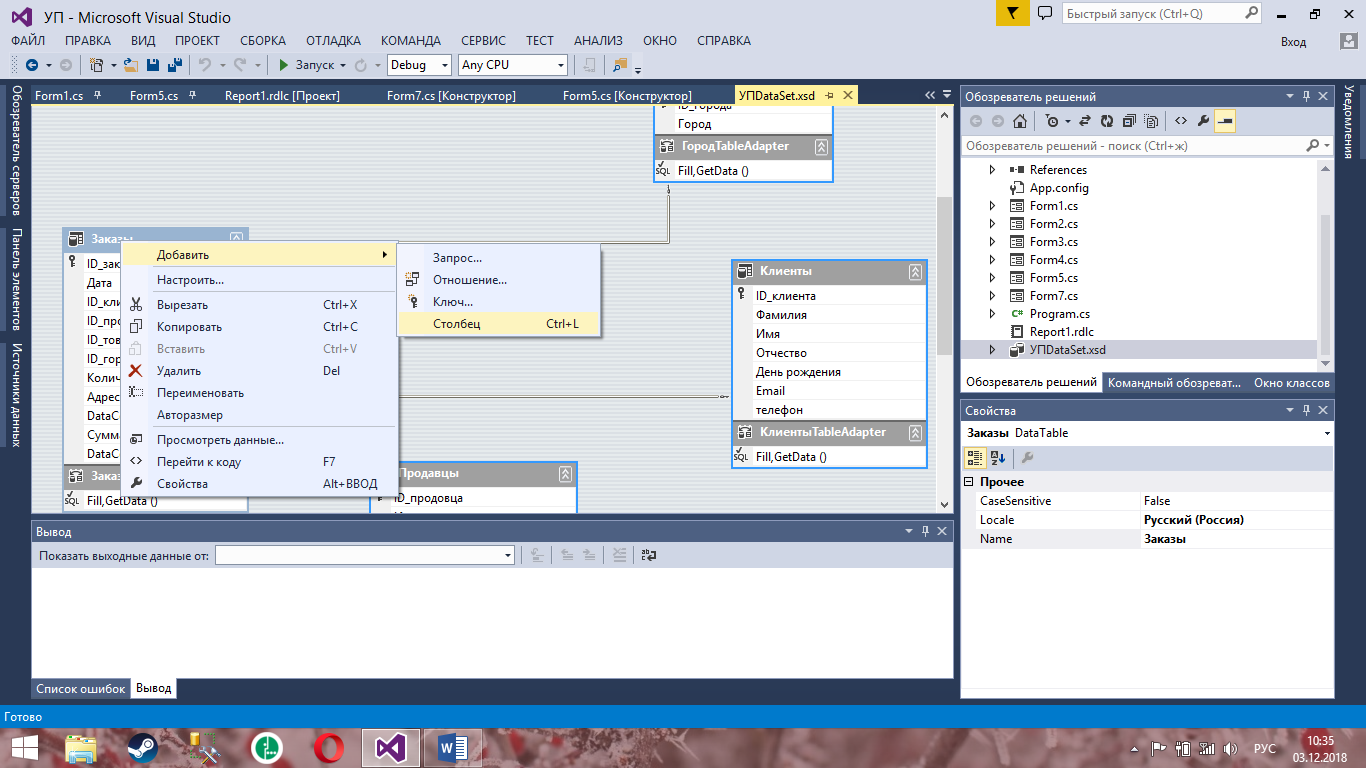 УП - Microsoft Visual Studio
Быстрый запуск (Ctrl+Q)
ФАЙЛ ПРАВКА ВИД ПРОЕКТ СБОРКА ОТЛАДКА КОМАНДА СЕРВИС ТЕСТ АНАЛИЗ ОКНО СПРАВКА
Вход
Запуск Debug Any CPU
Обозреватель серверов
Панель элементов
Источники данных
Form1.cs Form5.cs Report1.rdlc [Проект] Form7.cs [Конструктор] Form5.cs [Конструктор] УПDataSet.xsd
ID_города
Город
ГородTableAdapter
Fill,GetData ()
Заказы
ID_зак
Дата
ID_кли
ID_про
ID_тов
ID_гор
Колич
Адрес
DataC
Сумм
DataC
Заказ
Fill,GetData ()
Добавить
Настроить...
Вырезать Ctrl+X
Копировать Ctrl+C
Вставить Ctrl+V
Удалить Del
Переименовать
Авторазмер
Просмотреть данные...
Перейти к коду F7
Свойства Alt+ВВОД
Запрос...
Отношение...
Ключ...
Столбец Ctrl+L
Клиенты
ID_клиента
Фамилия
Имя
Отчество
День рождения
Email
телефон
КлиентыTableAdapter
Fill,GetData ()
Продавцы
ID_продовца
Вывод
Показать выходные данные от:
Список ошибок Вывод
Обозреватель решений
Обозреватель решений - поиск (Ctrl+ж)
References
App.config
Form1.cs
Form2.cs
Form3.cs
Form4.cs
Form5.cs
Form7.cs
Program.cs
Report1.rdlc
УПDataSet.xsd
Обозреватель решений Командный обозреват... Окно классов
Свойства
Заказы DataTable
Прочее
CaseSensitive False
Locale Русский (Россия)
Name Заказы
Уведомления
Готово
РУС
10:35
03.12.2018